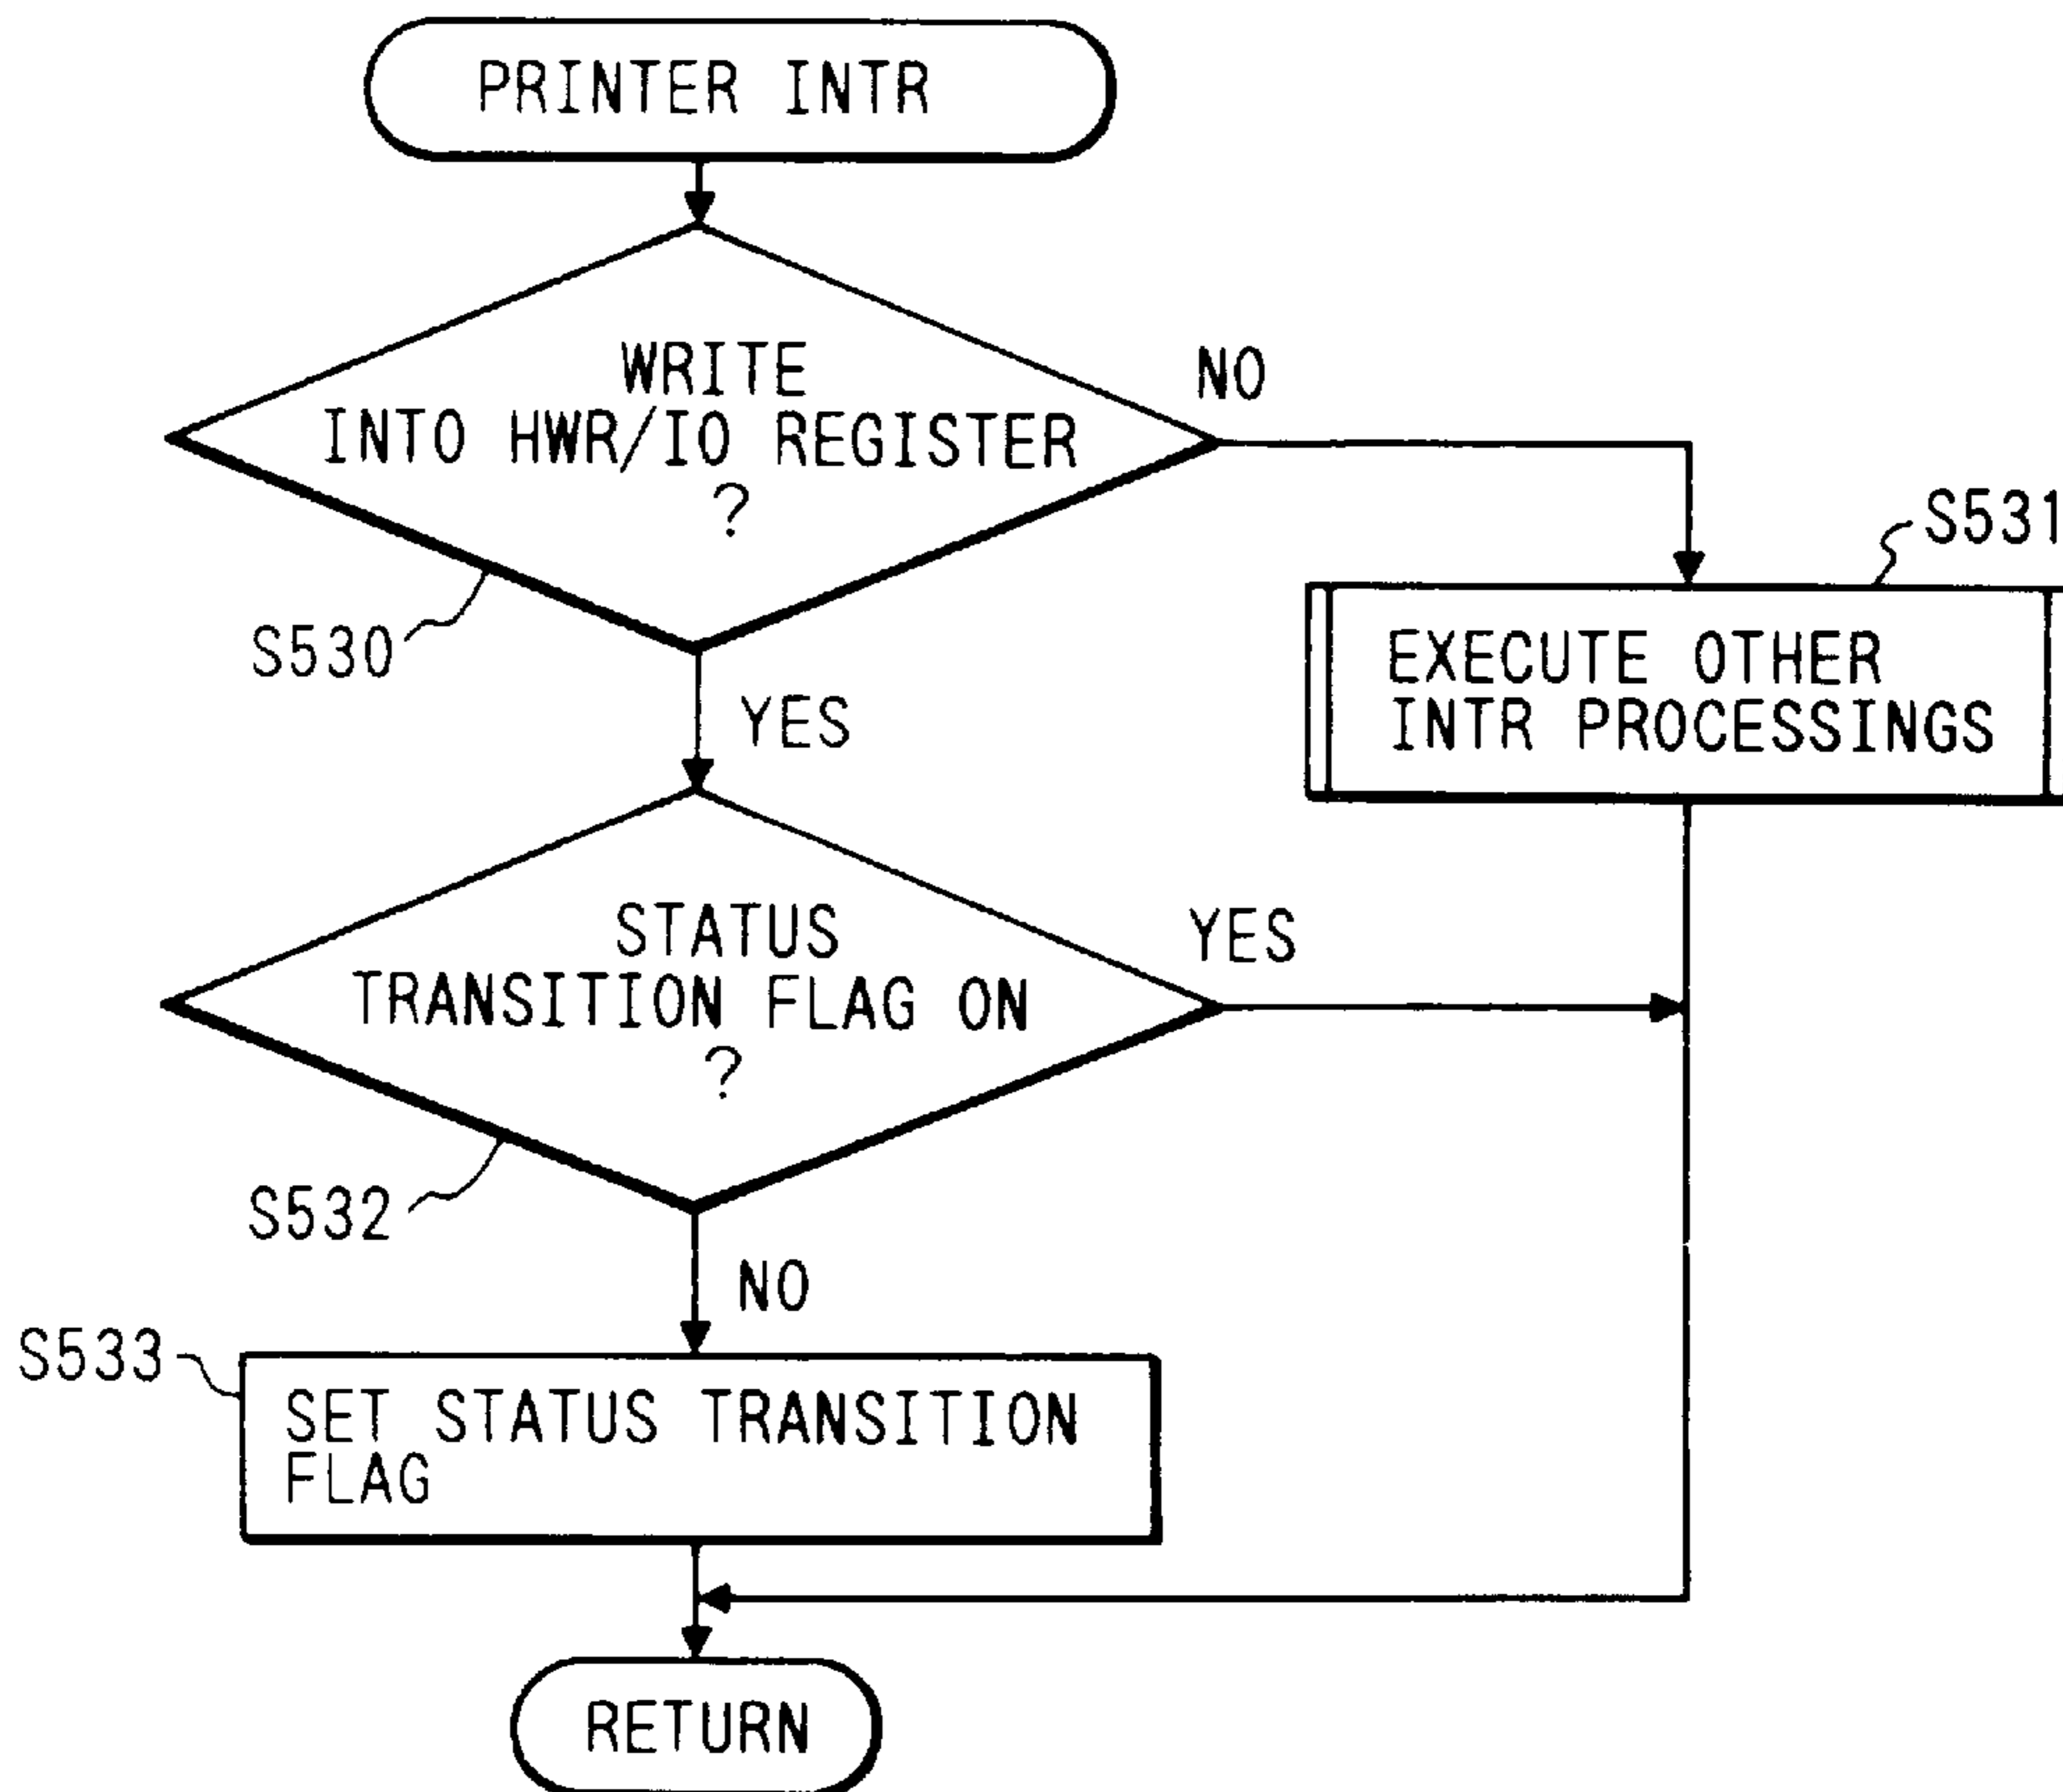 PRINTER INTR
WRITE
INTO HWR/IO REGISTER
?
NO
S531
S530
EXECUTE OTHER
INTR PROCESSINGS
YES
STATUS
TRANSITION FLAG ON
?
YES
S532
NO
S533
SET STATUS TRANSITION
FLAG
RETURN